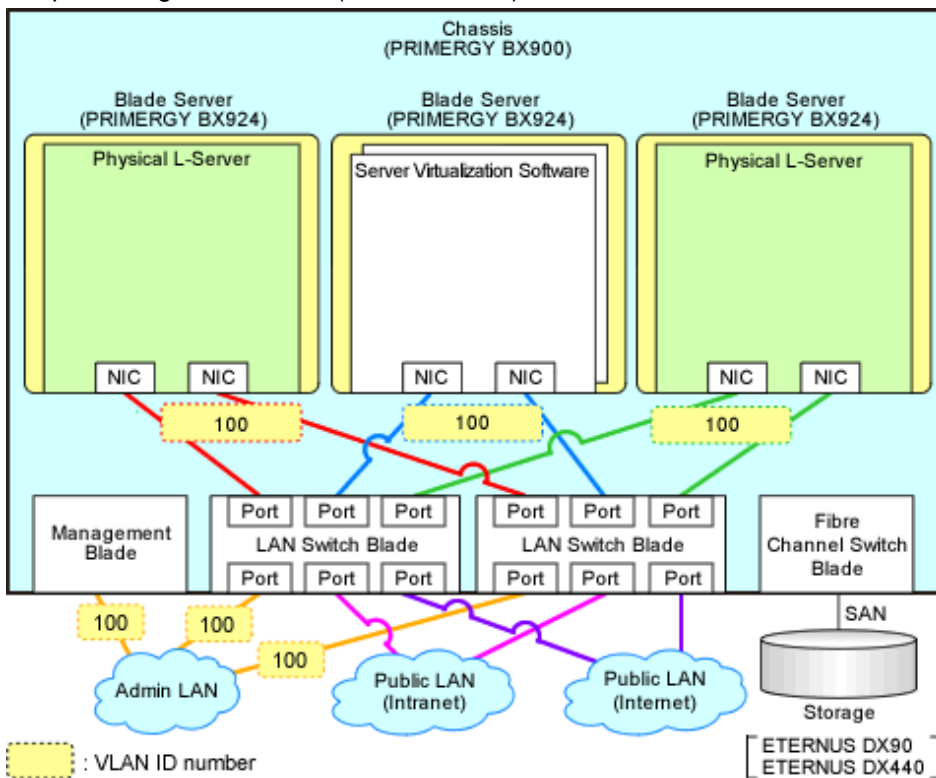 Chassis
(PRIMERGY BX900)
Blade Server
(PRIMERGY BX924)
Blade Server
(PRIMERGY BX924)
Blade Server
(PRIMERGY BX924)
Physical L-Server
Server Virtualization Software
Physical L-Server
NIC
NIC
NIC
NIC
NIC
NIC
100
100
100
Management
Blade
Port
Port
Port
LAN Switch Blade
Port
Port
Port
Port
Port
Port
LAN Switch Blade
Port
Port
Port
Fibre
Channel Switch
Blade
100
100
100
SAN
Admin LAN
Public LAN
(Intranet)
Public LAN
(Internet)
Storage
ETERNUS DX90
ETERNUS DX440
: VLAN ID number